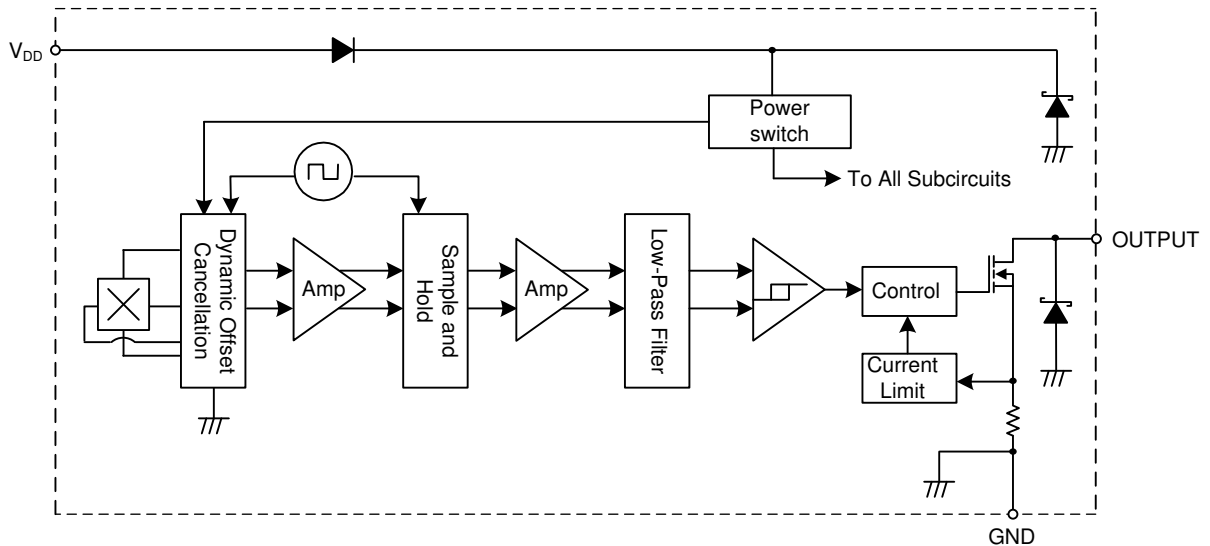 VDD
Power
switch
To All Subcircuits
Dynamic Offset
Cancellation
Amp
Sample and
Hold
Amp
Low-Pass Filter
Control
Current
Limit
OUTPUT
GND